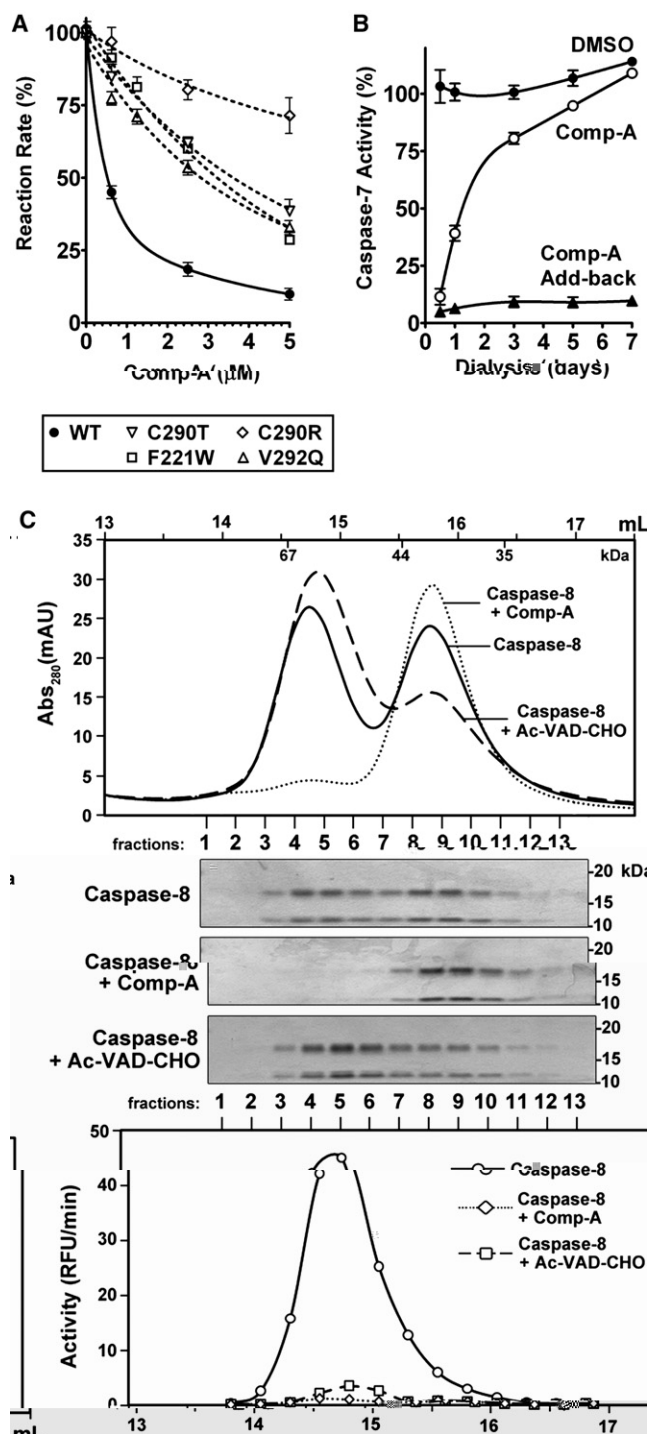 A
B
100
75
50
25
0
Reaction Rate (%)
0 1 2 3 4 5
Comp-A (µM)
100
75
50
25
0
Caspase-7 Activity (%)
DMSO
Comp-A
Comp-A
Add-back
0 1 2 3 4 5 6 7
Dialysis (days)
WT C290T C290R
F221W V292Q
C
13 14 15 16 17 mL
67 44 35 kDa
35
30
25
20
15
10
5
0
Abs280(mAU)
Caspase-8
+ Comp-A
Caspase-8
Caspase-8
+ Ac-VAD-CHO
fractions: 1 2 3 4 5 6 7 8 9 10 11 12 13
Caspase-8
20 kDa
15
10
Caspase-8
+ Comp-A
20
15
10
Caspase-8
+ Ac-VAD-CHO
20
15
10
fractions: 1 2 3 4 5 6 7 8 9 10 11 12 13
50
40
30
20
10
0
Activity (RFU/min)
Caspase-8
Caspase-8
+ Comp-A
Caspase-8
+ Ac-VAD-CHO
mL 13 14 15 16 17